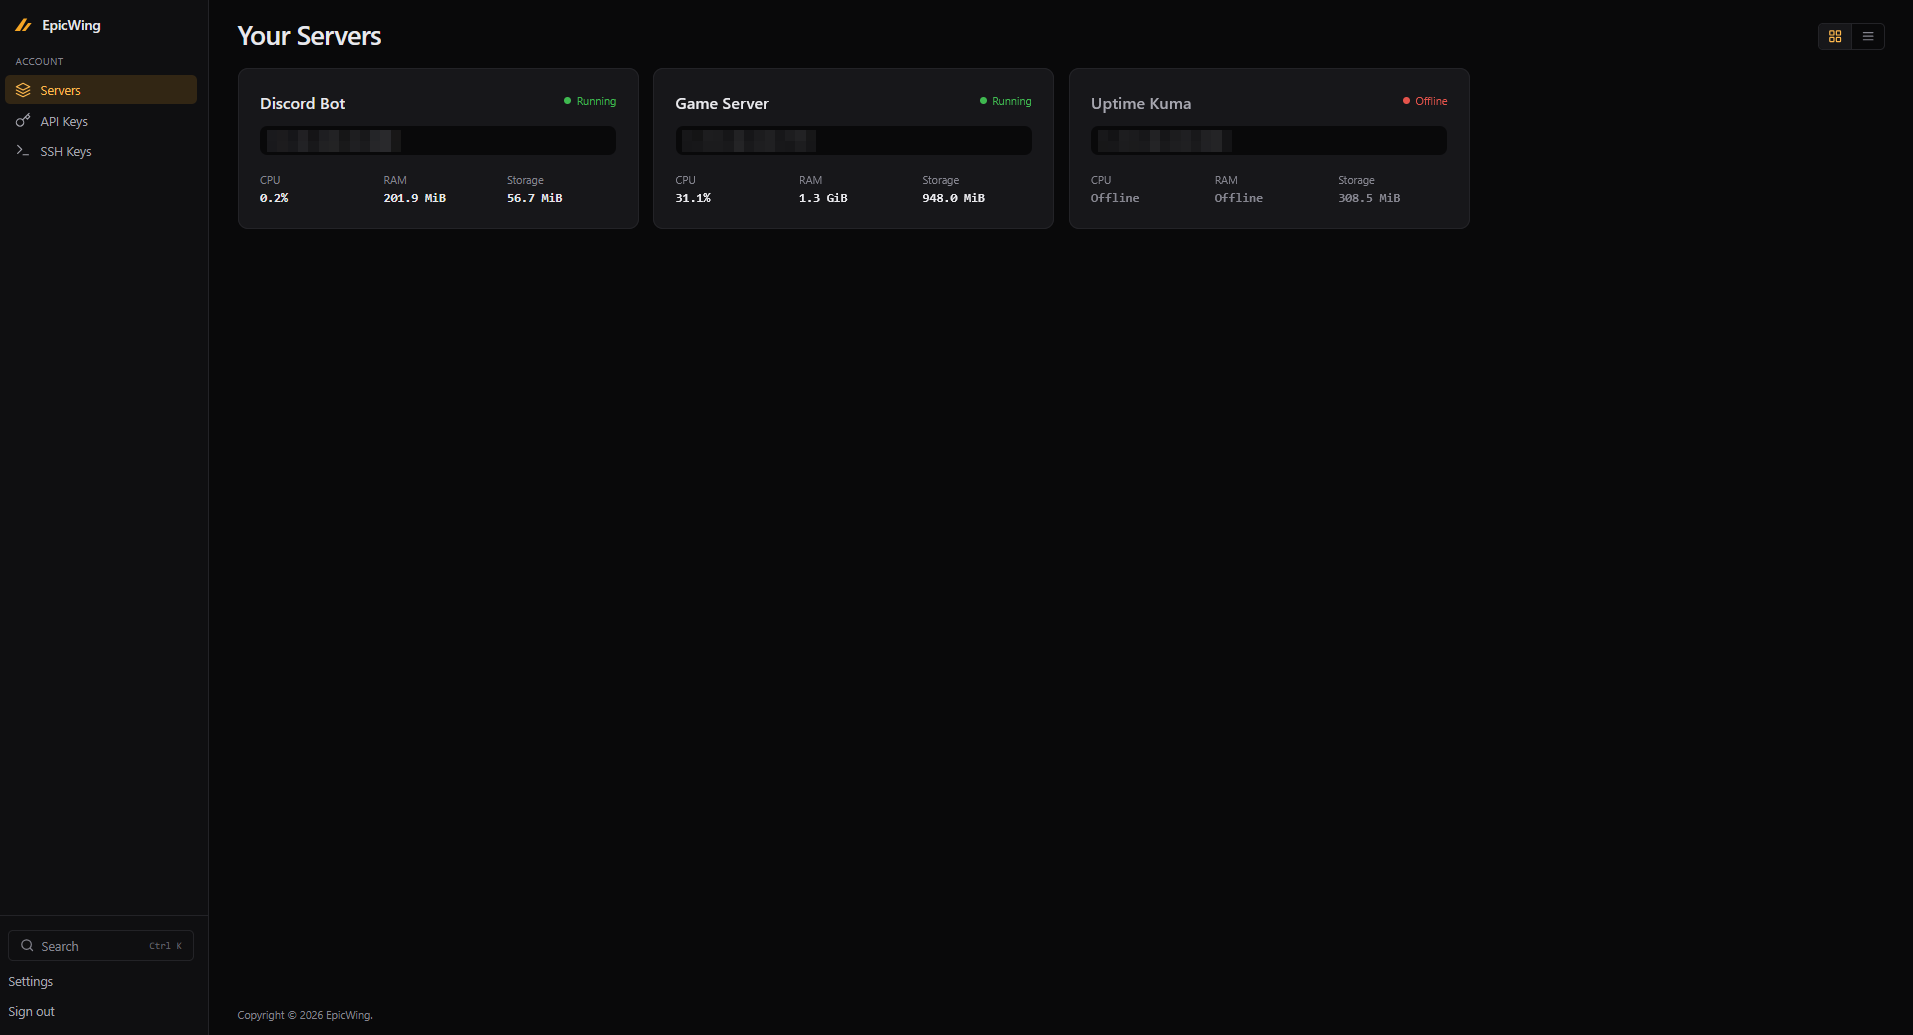 EpicWing
ACCOUNT
Servers
API Keys
SSH Keys
Search Ctrl K
Settings
Sign out
Your Servers
Discord Bot Running
CPU RAM Storage
0.2% 201.9 MiB 56.7 MiB
Game Server Running
CPU RAM Storage
31.1% 1.3 GiB 948.0 MiB
Uptime Kuma Offline
CPU RAM Storage
Offline Offline 308.5 MiB
Copyright © 2026 EpicWing.